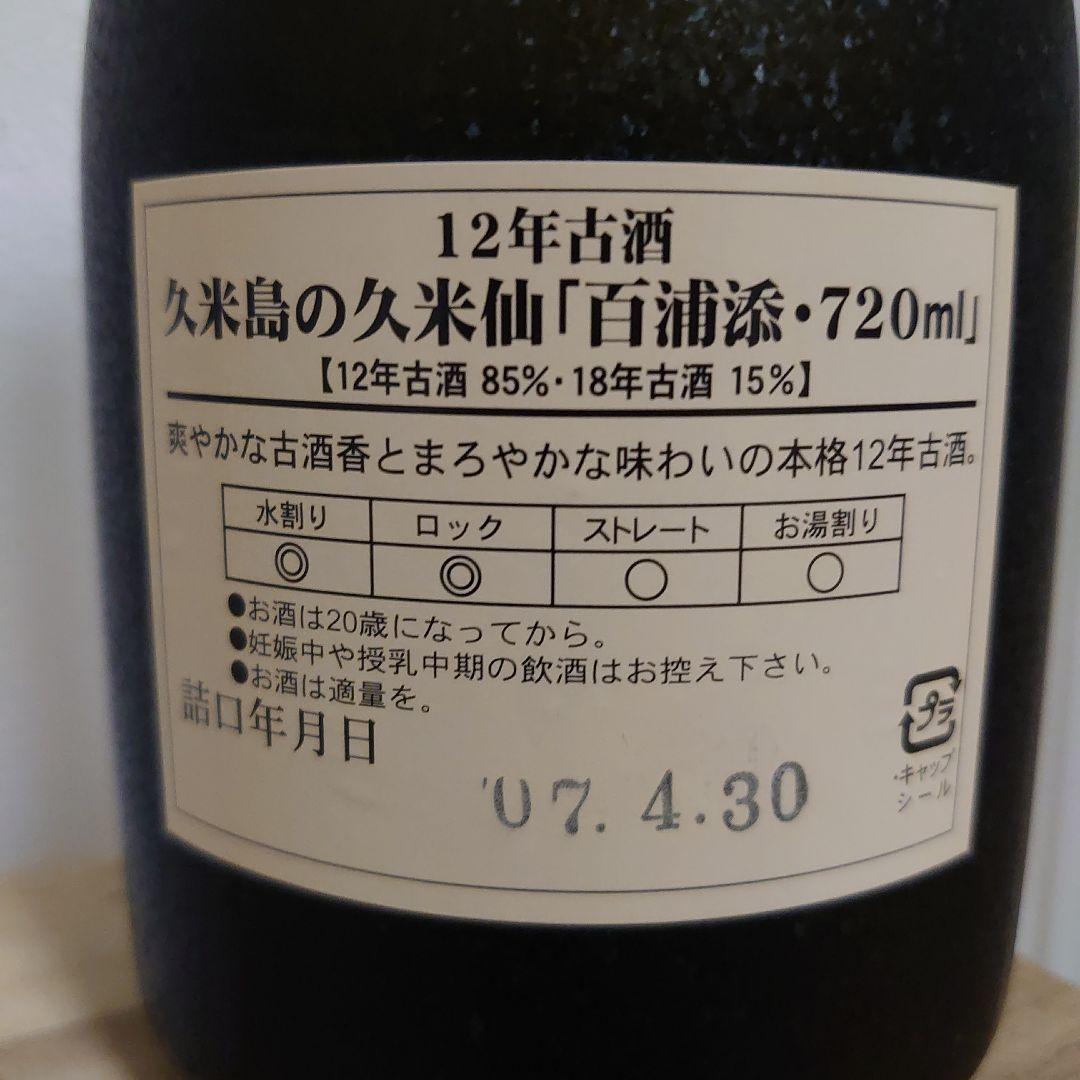 12年古酒
久米島の久米仙「百浦添・720ml」
【12年古酒 85%・18年古酒 15%】
爽やかな古酒香とまろやかな味わいの本格12年古酒。
水割り ロック ストレート お湯割り
◎ ◎ ○ ○
●お酒は20歳になってから。
●妊娠中や授乳中期の飲酒はお控え下さい。
●お酒は適量を。
詰口年月日
'07. 4.30
プラ
・キャップ
シール